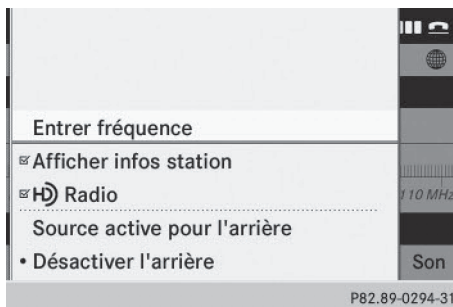 Entrer fréquence
Afficher infos station
HD Radio
110 MHz
Source active pour l'arrière
Désactiver l'arrière
Son
P82.89-0294-31